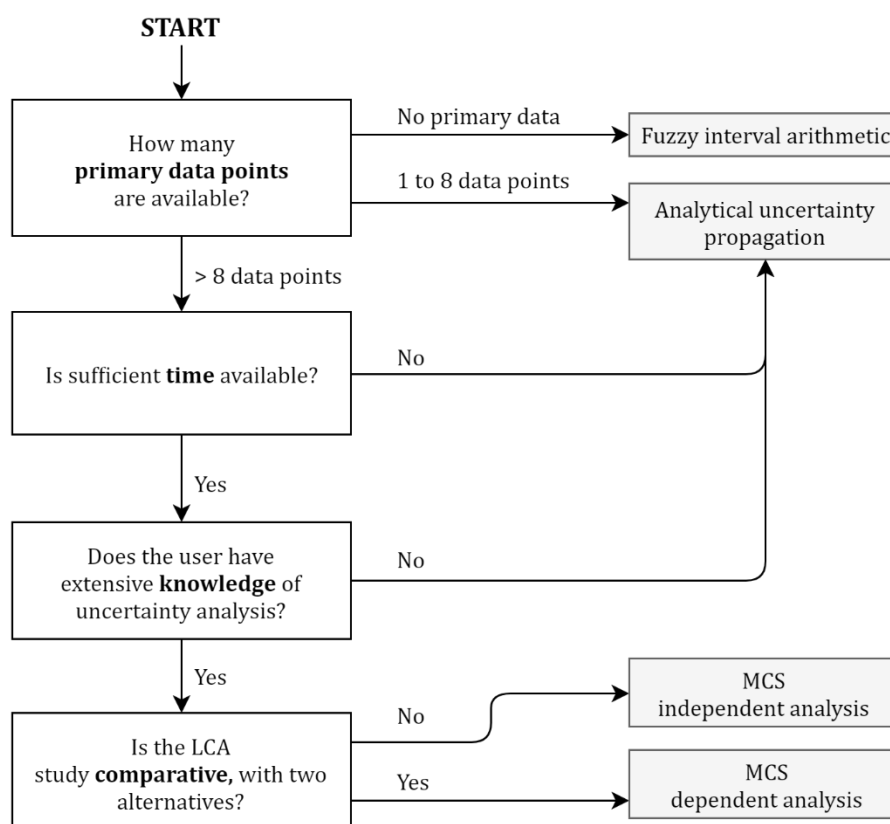 START
How many
primary data points
are available?
No primary data
Fuzzy interval arithmetic
1 to 8 data points
Analytical uncertainty
propagation
> 8 data points
Is sufficient time available?
No
Yes
Does the user have
extensive knowledge of
uncertainty analysis?
No
Yes
Is the LCA
study comparative, with two
alternatives?
No
MCS
independent analysis
Yes
MCS
dependent analysis